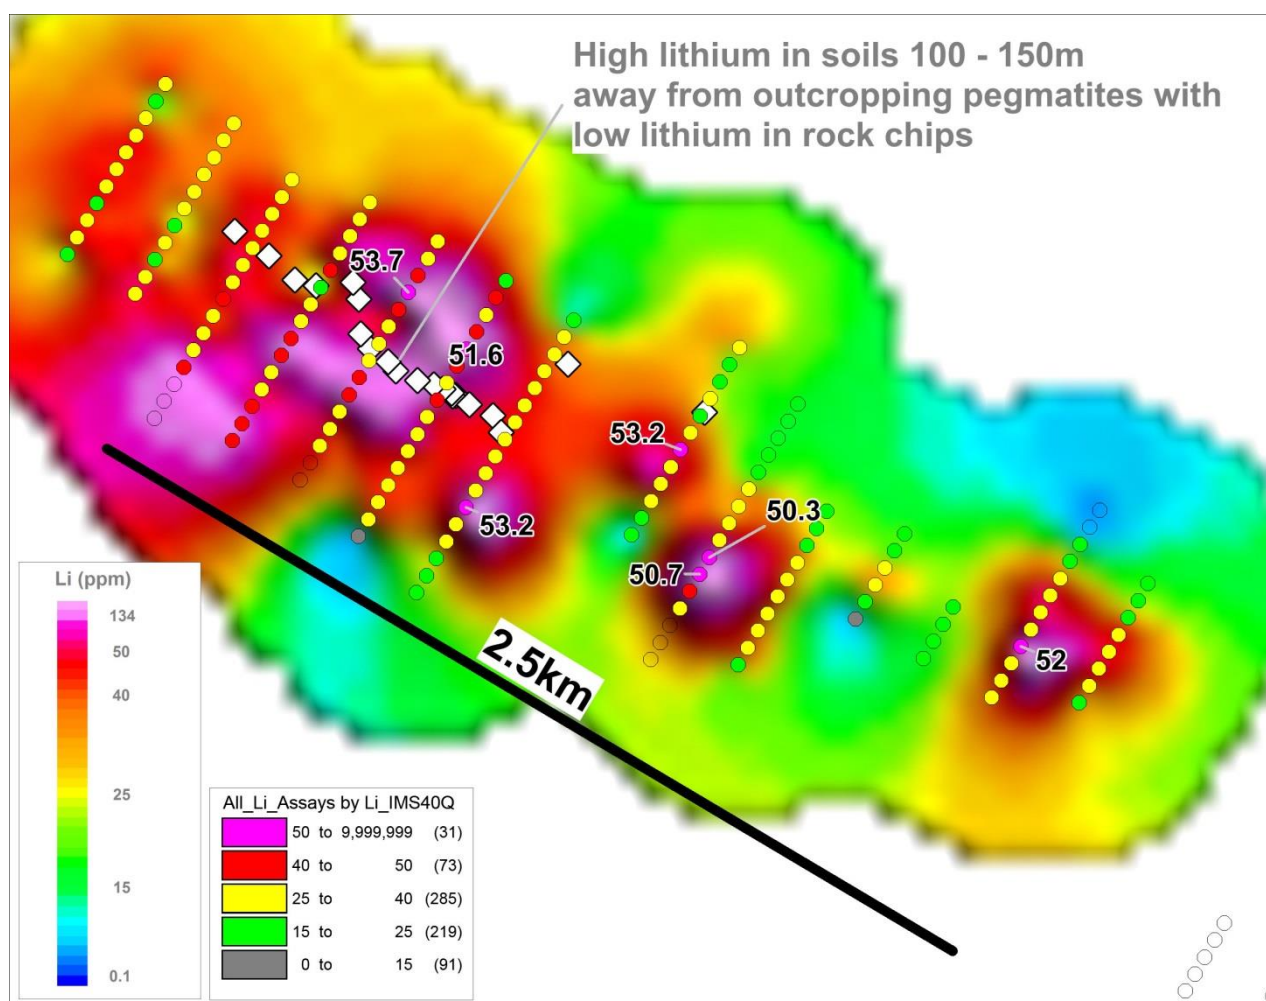 High lithium in soils 100 - 150m
away from outcropping pegmatites with
low lithium in rock chips
53.7
51.6
53.2
53.2
50.3
50.7
52
2.5km
Li (ppm)
134
50
40
25
15
0.1
All_Li_Assays by Li_IMS40Q
50 to 9,999,999 (31)
40 to 50 (73)
25 to 40 (285)
15 to 25 (219)
0 to 15 (91)